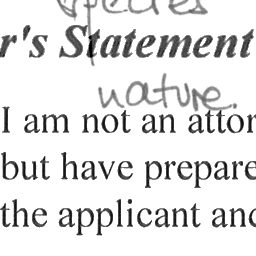 species
r's Statement
nature.
I am not an attor
but have prepare
the applicant and